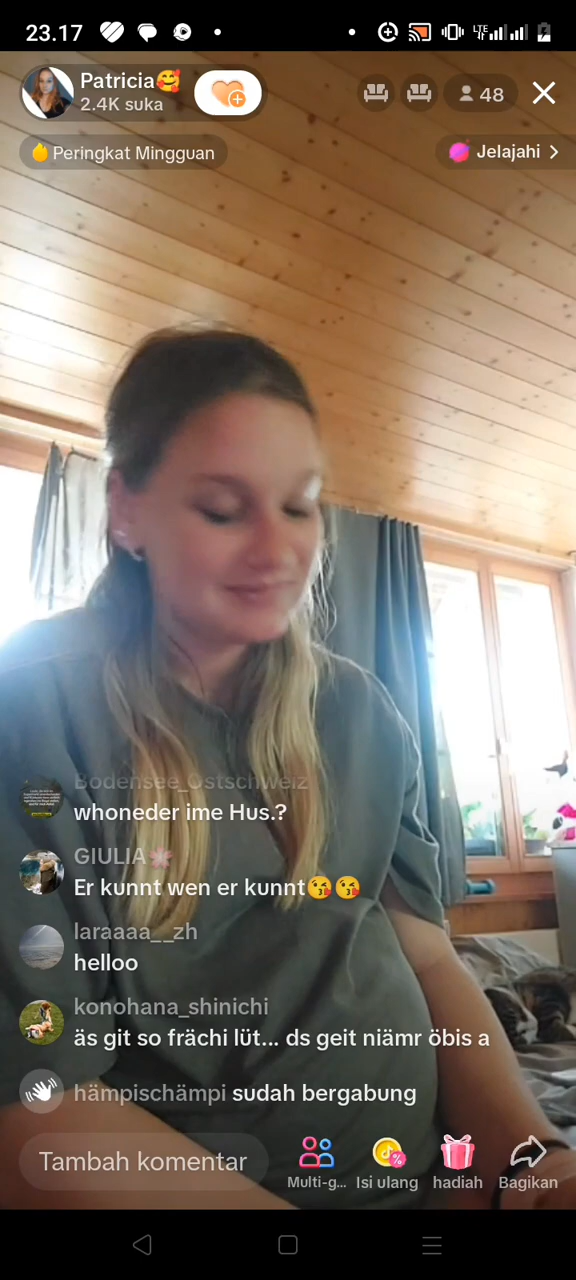 23.17
LTE
Patricia🥰
2.4K suka
48
Peringkat Mingguan
Jelajahi
Bodensee_Ostschweiz
whoneder ime Hus.?
GIULIA🌸
Er kunnt wen er kunnt😘😘
laraaaa__zh
helloo
konohana_shinichi
äs git so frächi lüt... ds geit niämr öbis a
hämpischämpi sudah bergabung
Tambah komentar
Multi-g...
Isi ulang
hadiah
Bagikan